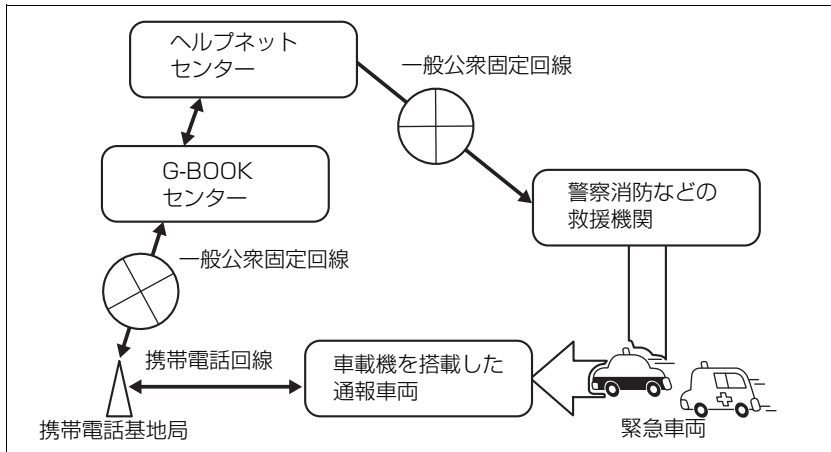 ヘルプネット
センター
一般公衆固定回線
G-BOOK
センター
警察消防などの
救援機関
一般公衆固定回線
携帯電話回線
車載機を搭載した
通報車両
携帯電話基地局
緊急車両